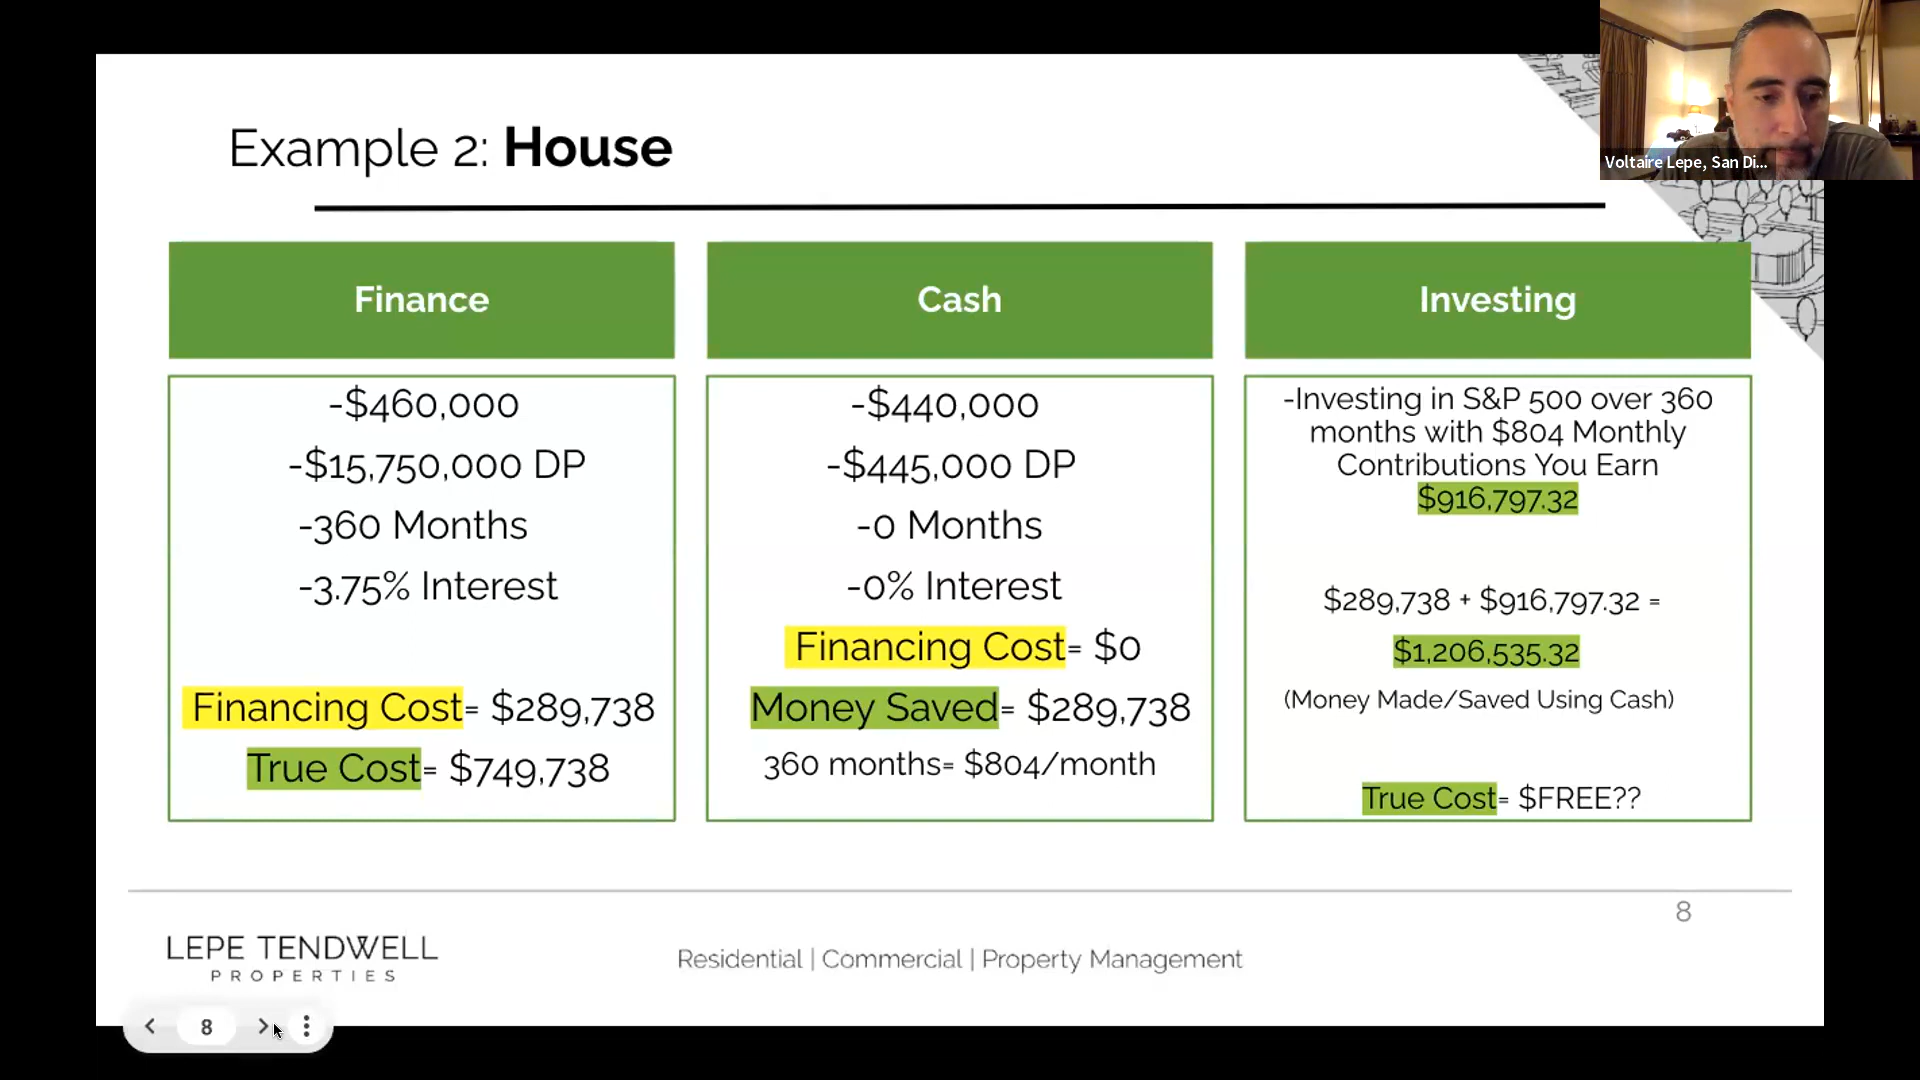 Voltaire Lepe, San Di...
Example 2: House
Finance
-$460,000
-$15,750,000 DP
-360 Months
-3.75% Interest
Financing Cost= $289,738
True Cost= $749,738
Cash
-$440,000
-$445,000 DP
-0 Months
-0% Interest
Financing Cost= $0
Money Saved= $289,738
360 months= $804/month
Investing
-Investing in S&P 500 over 360
months with $804 Monthly
Contributions You Earn
$916,797.32
$289,738 + $916,797.32 =
$1,206,535.32
(Money Made/Saved Using Cash)
True Cost= $FREE??
8
LEPE TENDWELL
PROPERTIES
Residential | Commercial | Property Management
8